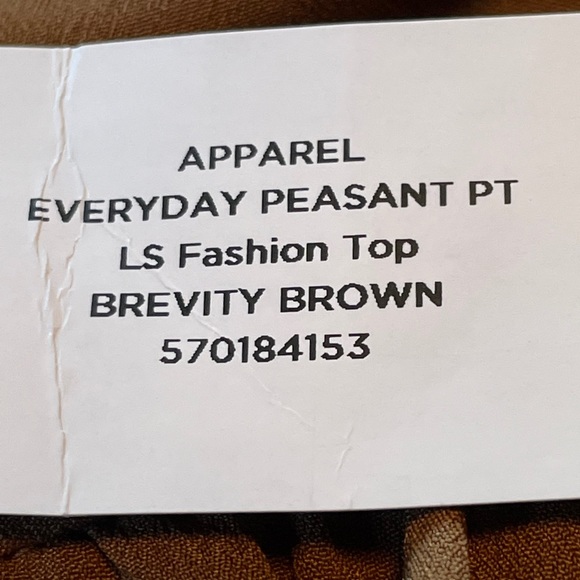 APPAREL
EVERYDAY PEASANT PT
LS Fashion Top
BREVITY BROWN
570184153